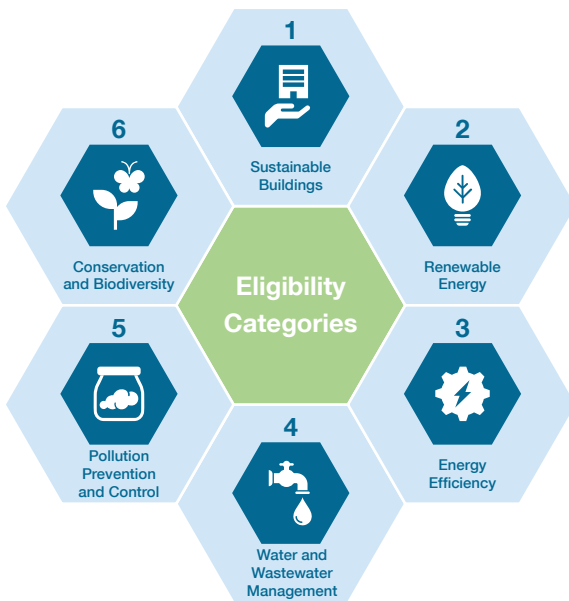 1
Sustainable
Buildings
2
Renewable
Energy
3
Energy
Efficiency
4
Water and
Wastewater
Management
5
Pollution
Prevention
and Control
6
Conservation
and Biodiversity
Eligibility
Categories